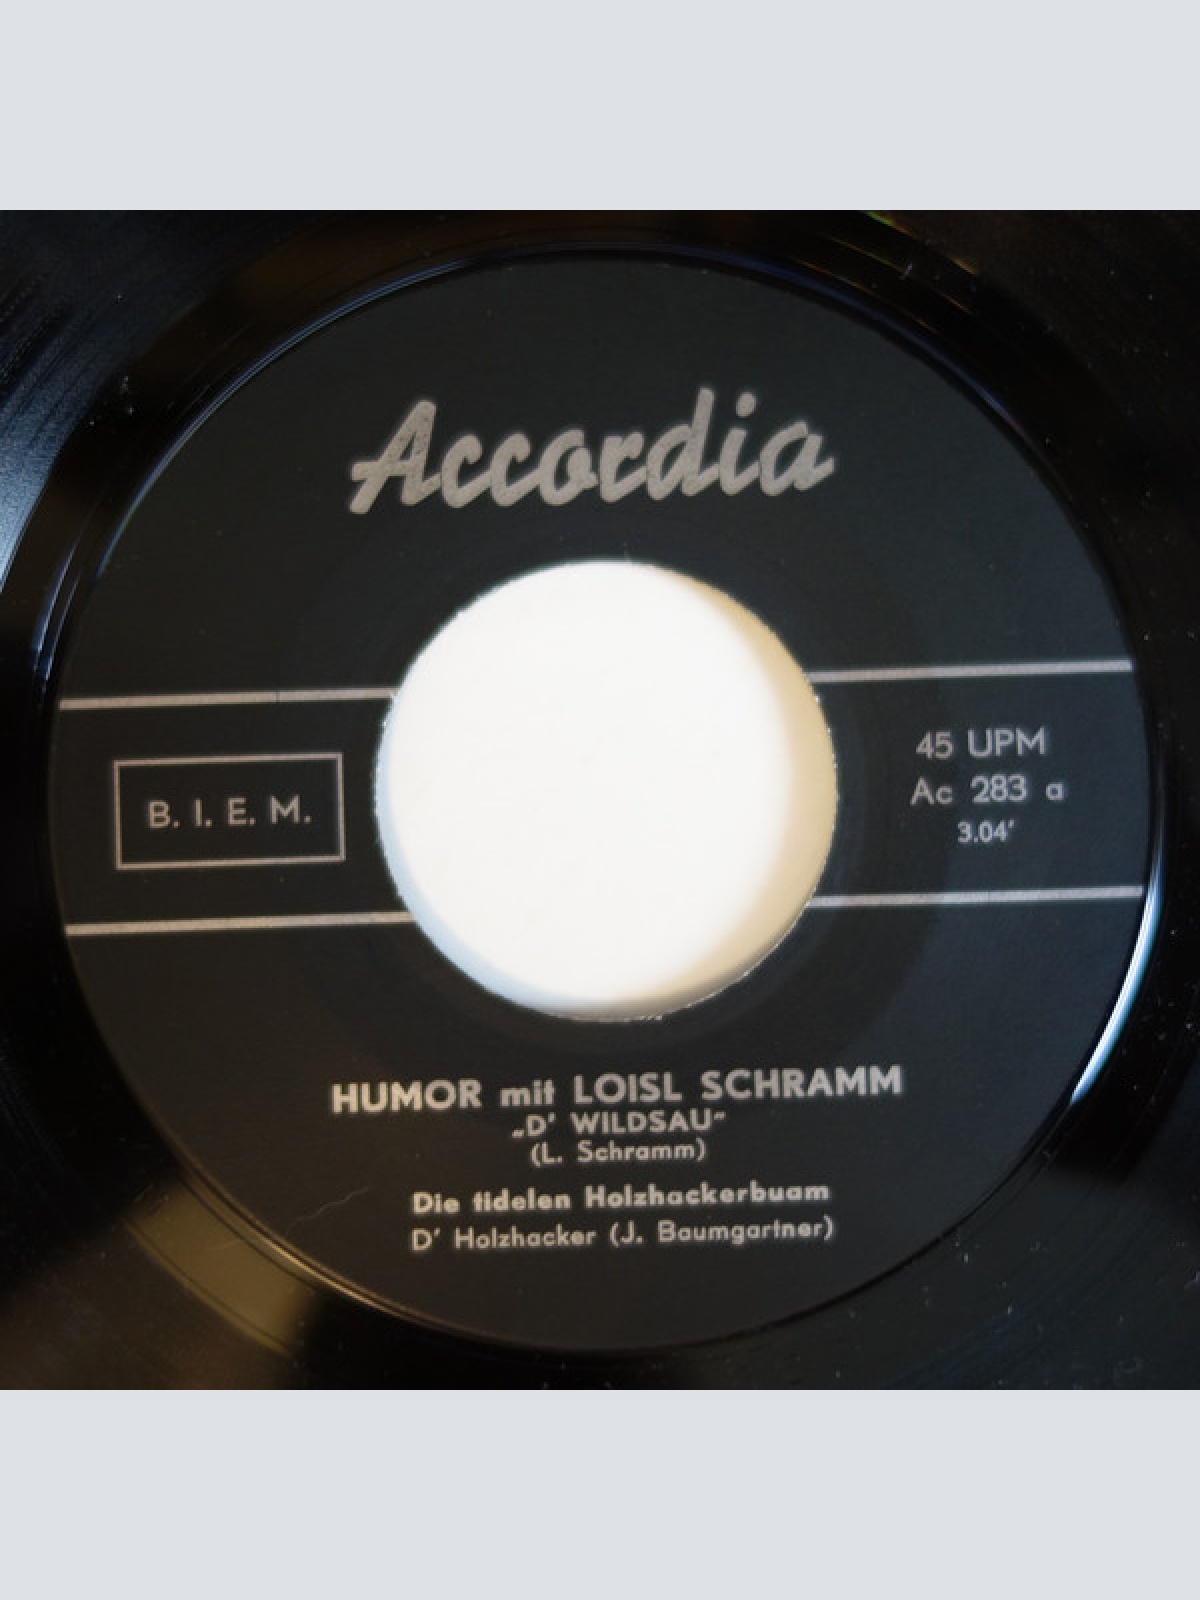 Accordia
B. I. E. M.
45 UPM
Ac 283 a
3.04'
HUMOR mit LOISL SCHRAMM
„D' WILDSAU"
(L. Schramm)
Die fidelen Holzhackerbuam
D' Holzhacker (J. Baumgartner)